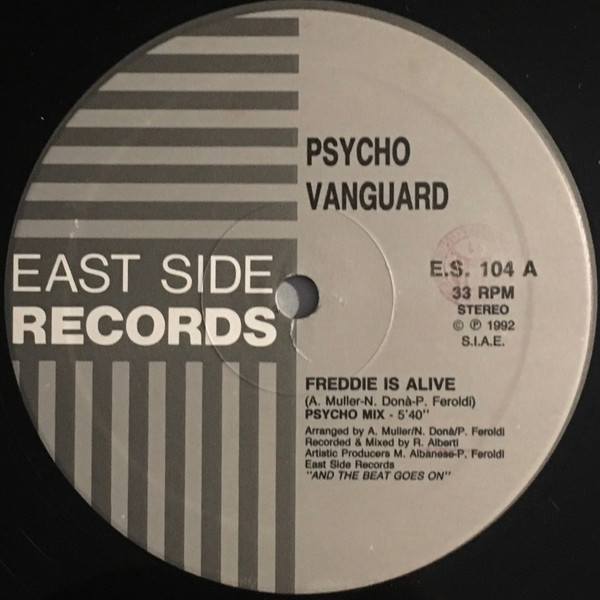 PSYCHO
VANGUARD
EAST SIDE
RECORDS
E.S. 104 A
33 RPM
STEREO
© ℗ 1992
S.I.A.E.
FREDDIE IS ALIVE
(A. Muller-N. Donà-P. Feroldi)
PSYCHO MIX - 5'40"
Arranged by A. Muller/N. Donà/P. Feroldi
Recorded & Mixed by R. Alberti
Artistic Producers M. Albanese-P. Feroldi
East Side Records
"AND THE BEAT GOES ON"